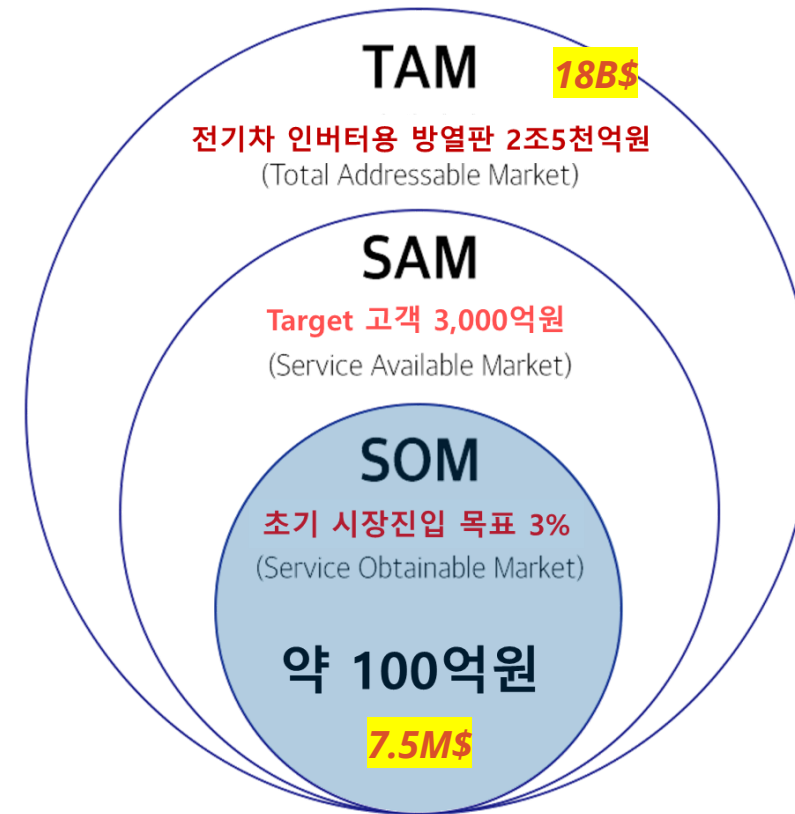 TAM
18B$
전기차 인버터용 방열판 2조5천억원
(Total Addressable Market)
SAM
Target 고객 3,000억원
(Service Available Market)
SOM
초기 시장진입 목표 3%
(Service Obtainable Market)
약 100억원
7.5M$